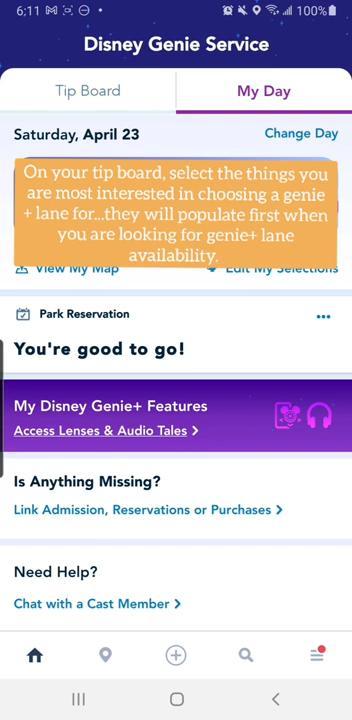 6:11
100%
Disney Genie Service
Tip Board
My Day
Saturday, April 23
Change Day
On your tip board, select the things you
are most interested in choosing a genie
+ lane for...they will populate first when
you are looking for genie+ lane
availability.
View My Map
Edit My Selections
Park Reservation
You're good to go!
My Disney Genie+ Features
Access Lenses & Audio Tales >
Is Anything Missing?
Link Admission, Reservations or Purchases >
Need Help?
Chat with a Cast Member >